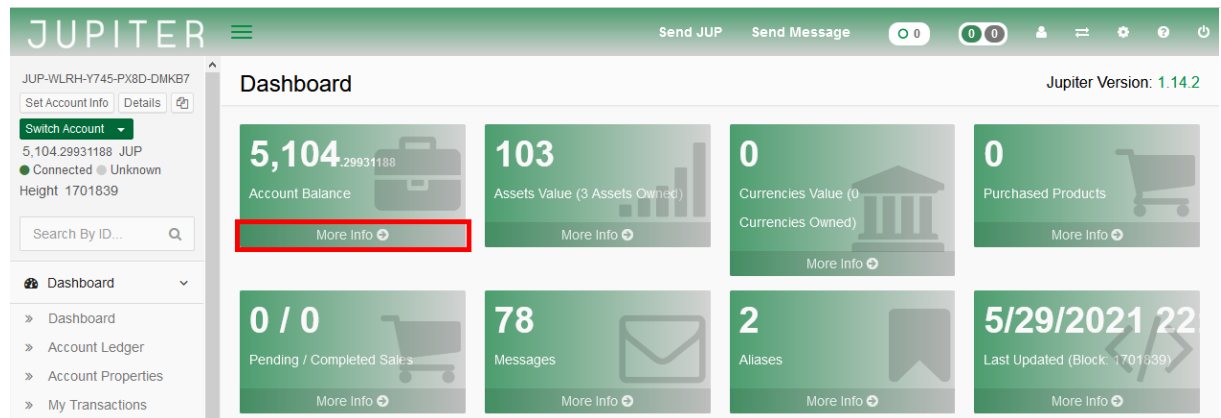 JUPITER
Send JUP Send Message 0 0 0
JUP-WLRH-Y745-PX8D-DMKB7
Set Account Info Details
Switch Account
5,104.29931188 JUP
Connected Unknown
Height 1701839
Search By ID...
Dashboard
» Dashboard
» Account Ledger
» Account Properties
» My Transactions
Dashboard
Jupiter Version: 1.14.2
5,104.29931188
Account Balance
More Info
103
Assets Value (3 Assets Owned)
More Info
0
Currencies Value (0
Currencies Owned)
More Info
0
Purchased Products
More Info
0 / 0
Pending / Completed Sales
More Info
78
Messages
More Info
2
Aliases
More Info
5/29/2021 22:
Last Updated (Block: 1701839)
More Info